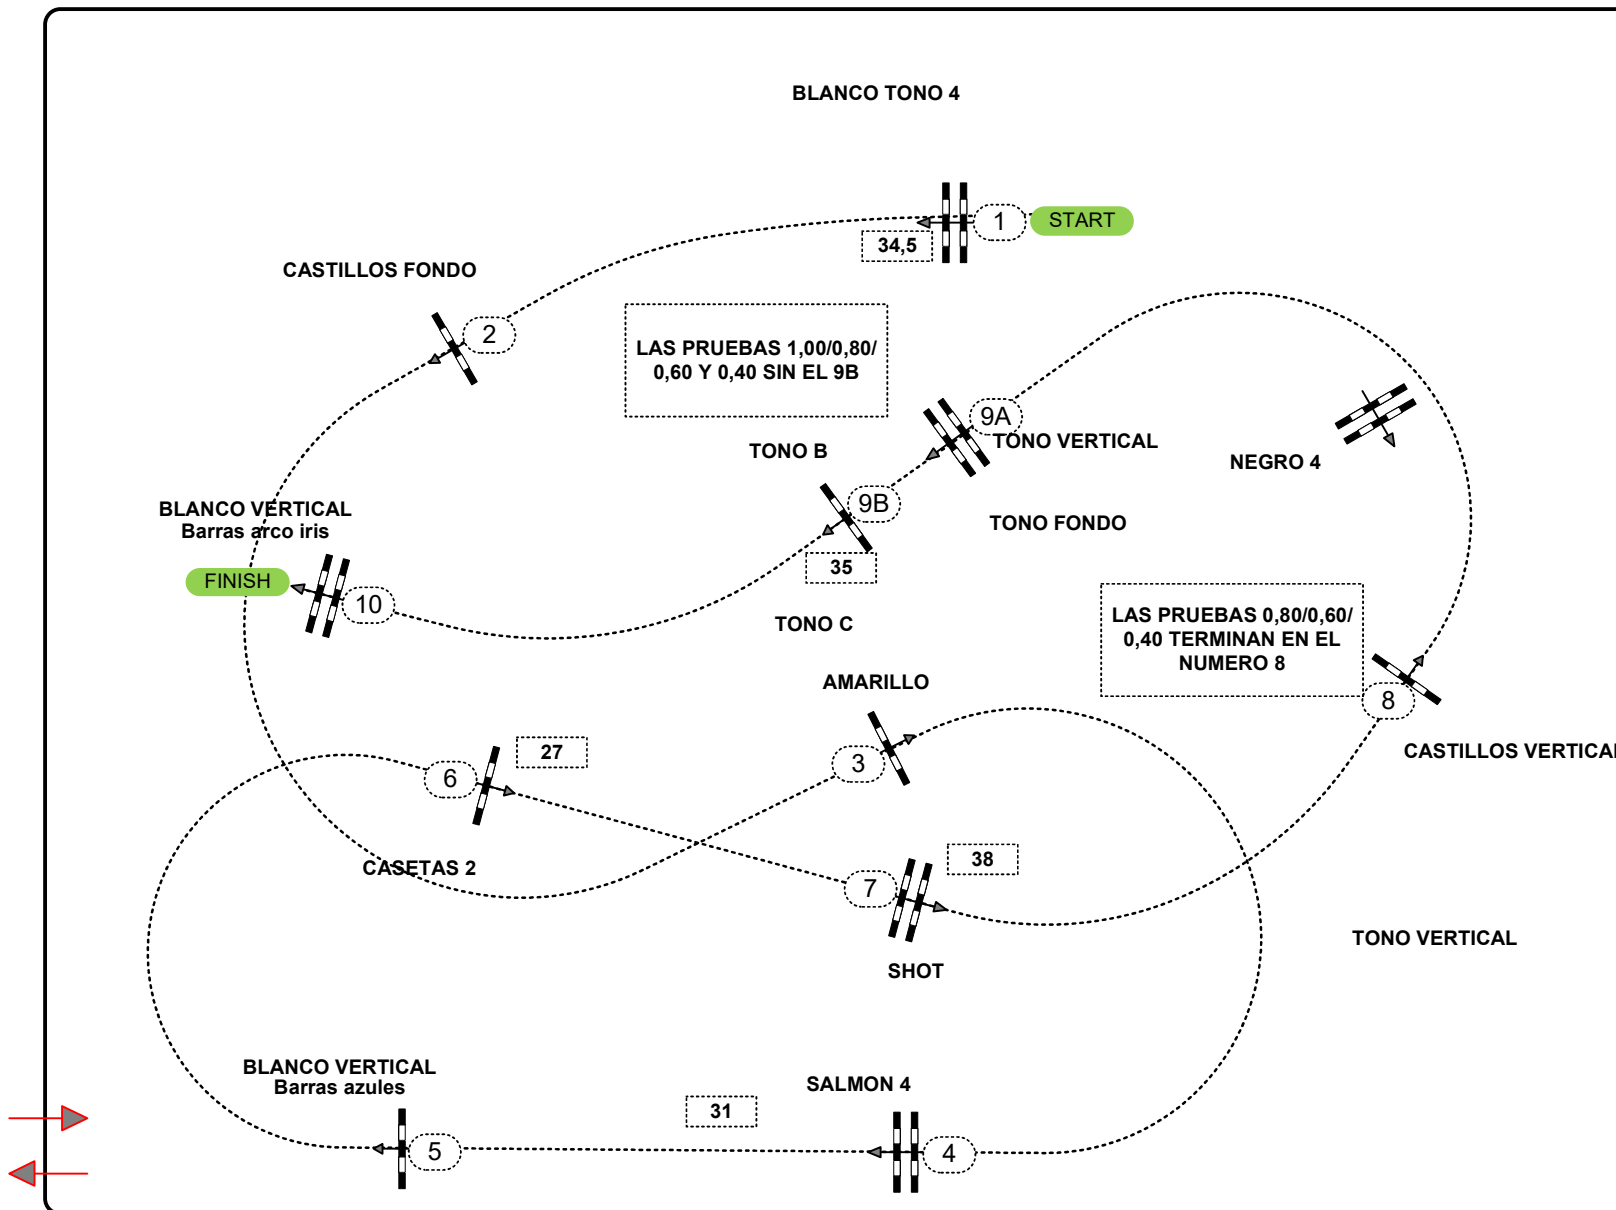 BLANCO TONO 4
1
START
34,5
CASTILLOS FONDO
2
LAS PRUEBAS 1,00/0,80/
0,60 Y 0,40 SIN EL 9B
9A
TONO VERTICAL
TONO B
NEGRO 4
9B
BLANCO VERTICAL
Barras arco iris
TONO FONDO
35
FINISH
10
TONO C
LAS PRUEBAS 0,80/0,60/
0,40 TERMINAN EN EL
NUMERO 8
AMARILLO
8
27
3
CASTILLOS VERTICAL
6
CASETAS 2
38
7
TONO VERTICAL
SHOT
BLANCO VERTICAL
Barras azules
SALMON 4
31
5
4